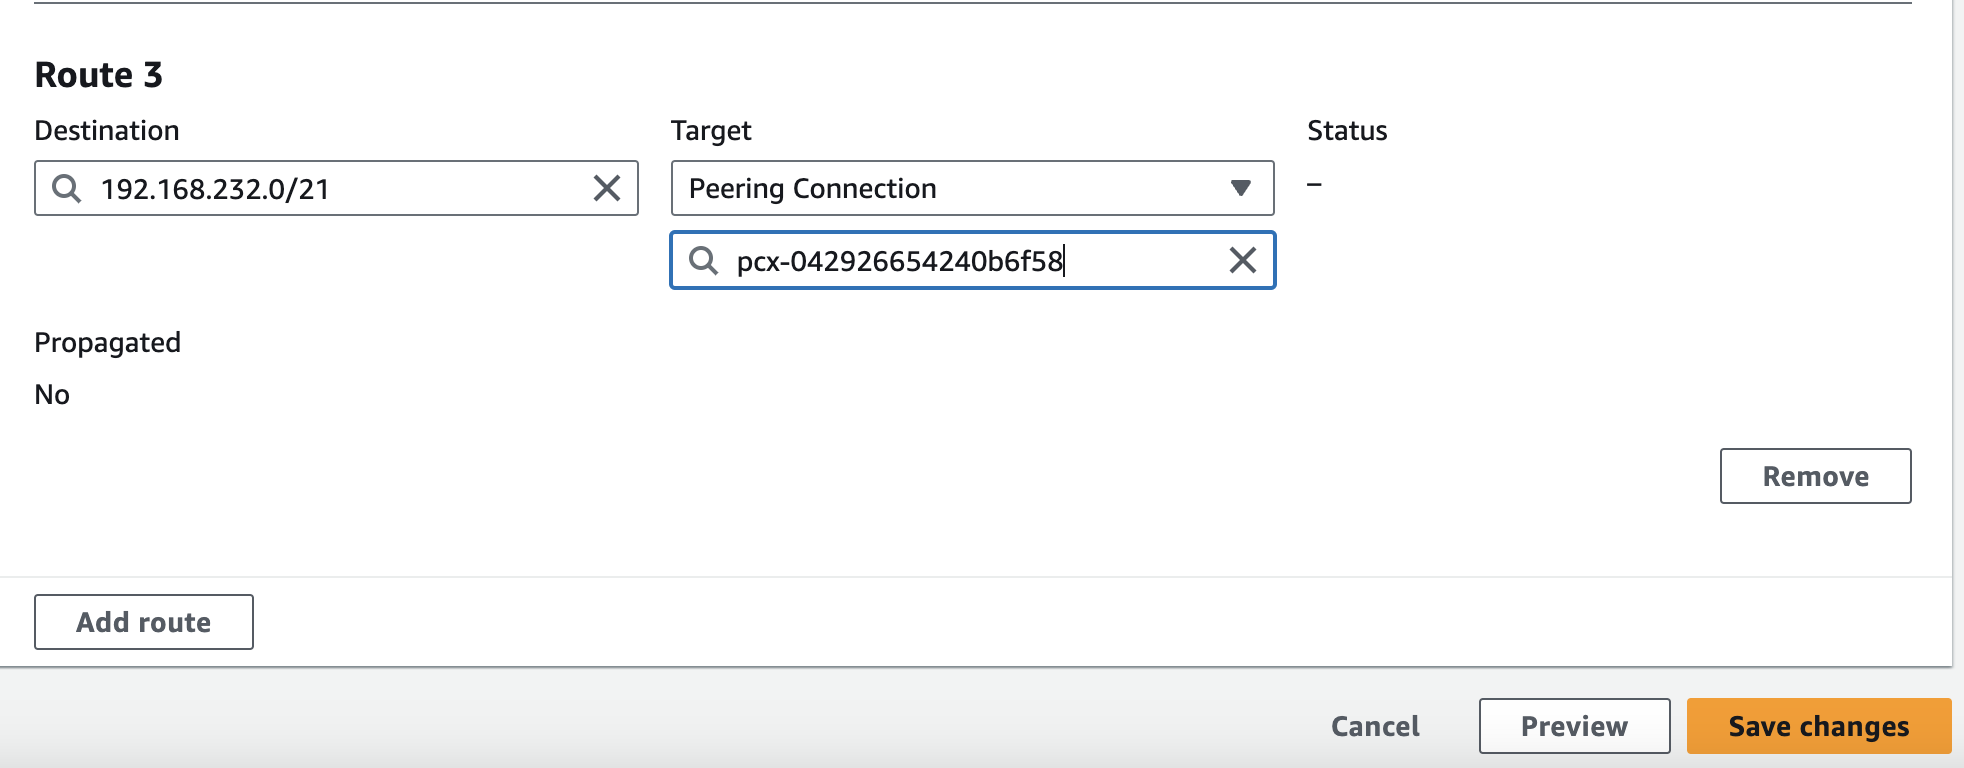 Route 3
Destination
Target
Status
192.168.232.0/21
Peering Connection
–
pcx-042926654240b6f58
Propagated
No
Remove
Add route
Cancel
Preview
Save changes